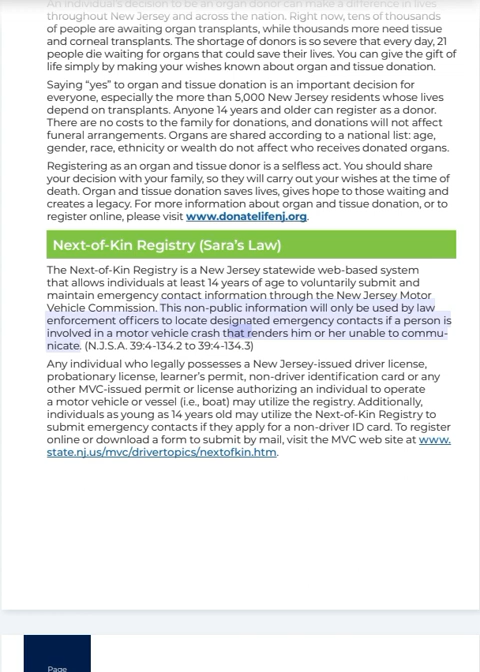 An individual's decision to be an organ donor can make a difference in lives
throughout New Jersey and across the nation. Right now, tens of thousands
of people are awaiting organ transplants, while thousands more need tissue
and corneal transplants. The shortage of donors is so severe that every day, 21
people die waiting for organs that could save their lives. You can give the gift of
life simply by making your wishes known about organ and tissue donation.
Saying “yes” to organ and tissue donation is an important decision for
everyone, especially the more than 5,000 New Jersey residents whose lives
depend on transplants. Anyone 14 years and older can register as a donor.
There are no costs to the family for donations, and donations will not affect
funeral arrangements. Organs are shared according to a national list: age,
gender, race, ethnicity or wealth do not affect who receives donated organs.
Registering as an organ and tissue donor is a selfless act. You should share
your decision with your family, so they will carry out your wishes at the time of
death. Organ and tissue donation saves lives, gives hope to those waiting and
creates a legacy. For more information about organ and tissue donation, or to
register online, please visit www.donatelifenj.org.
Next-of-Kin Registry (Sara’s Law)
The Next-of-Kin Registry is a New Jersey statewide web-based system
that allows individuals at least 14 years of age to voluntarily submit and
maintain emergency contact information through the New Jersey Motor
Vehicle Commission. This non-public information will only be used by law
enforcement officers to locate designated emergency contacts if a person is
involved in a motor vehicle crash that renders him or her unable to commu-
nicate. (N.J.S.A. 39:4-134.2 to 39:4-134.3)
Any individual who legally possesses a New Jersey-issued driver license,
probationary license, learner’s permit, non-driver identification card or any
other MVC-issued permit or license authorizing an individual to operate
a motor vehicle or vessel (i.e., boat) may utilize the registry. Additionally,
individuals as young as 14 years old may utilize the Next-of-Kin Registry to
submit emergency contacts if they apply for a non-driver ID card. To register
online or download a form to submit by mail, visit the MVC web site at www.
state.nj.us/mvc/drivertopics/nextofkin.htm.
Page